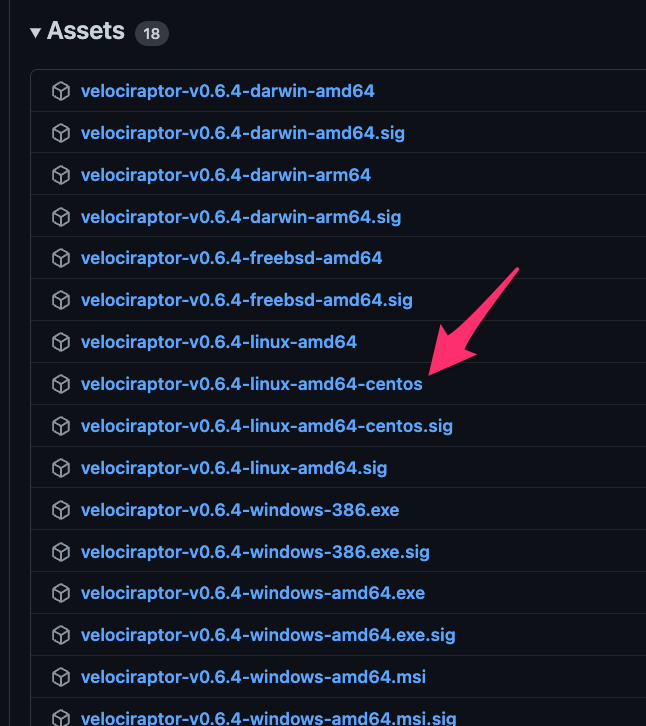 Assets 18
velociraptor-v0.6.4-darwin-amd64
velociraptor-v0.6.4-darwin-amd64.sig
velociraptor-v0.6.4-darwin-arm64
velociraptor-v0.6.4-darwin-arm64.sig
velociraptor-v0.6.4-freebsd-amd64
velociraptor-v0.6.4-freebsd-amd64.sig
velociraptor-v0.6.4-linux-amd64
velociraptor-v0.6.4-linux-amd64-centos
velociraptor-v0.6.4-linux-amd64-centos.sig
velociraptor-v0.6.4-linux-amd64.sig
velociraptor-v0.6.4-windows-386.exe
velociraptor-v0.6.4-windows-386.exe.sig
velociraptor-v0.6.4-windows-amd64.exe
velociraptor-v0.6.4-windows-amd64.exe.sig
velociraptor-v0.6.4-windows-amd64.msi
velociraptor-v0.6.4-windows-amd64.msi.sig